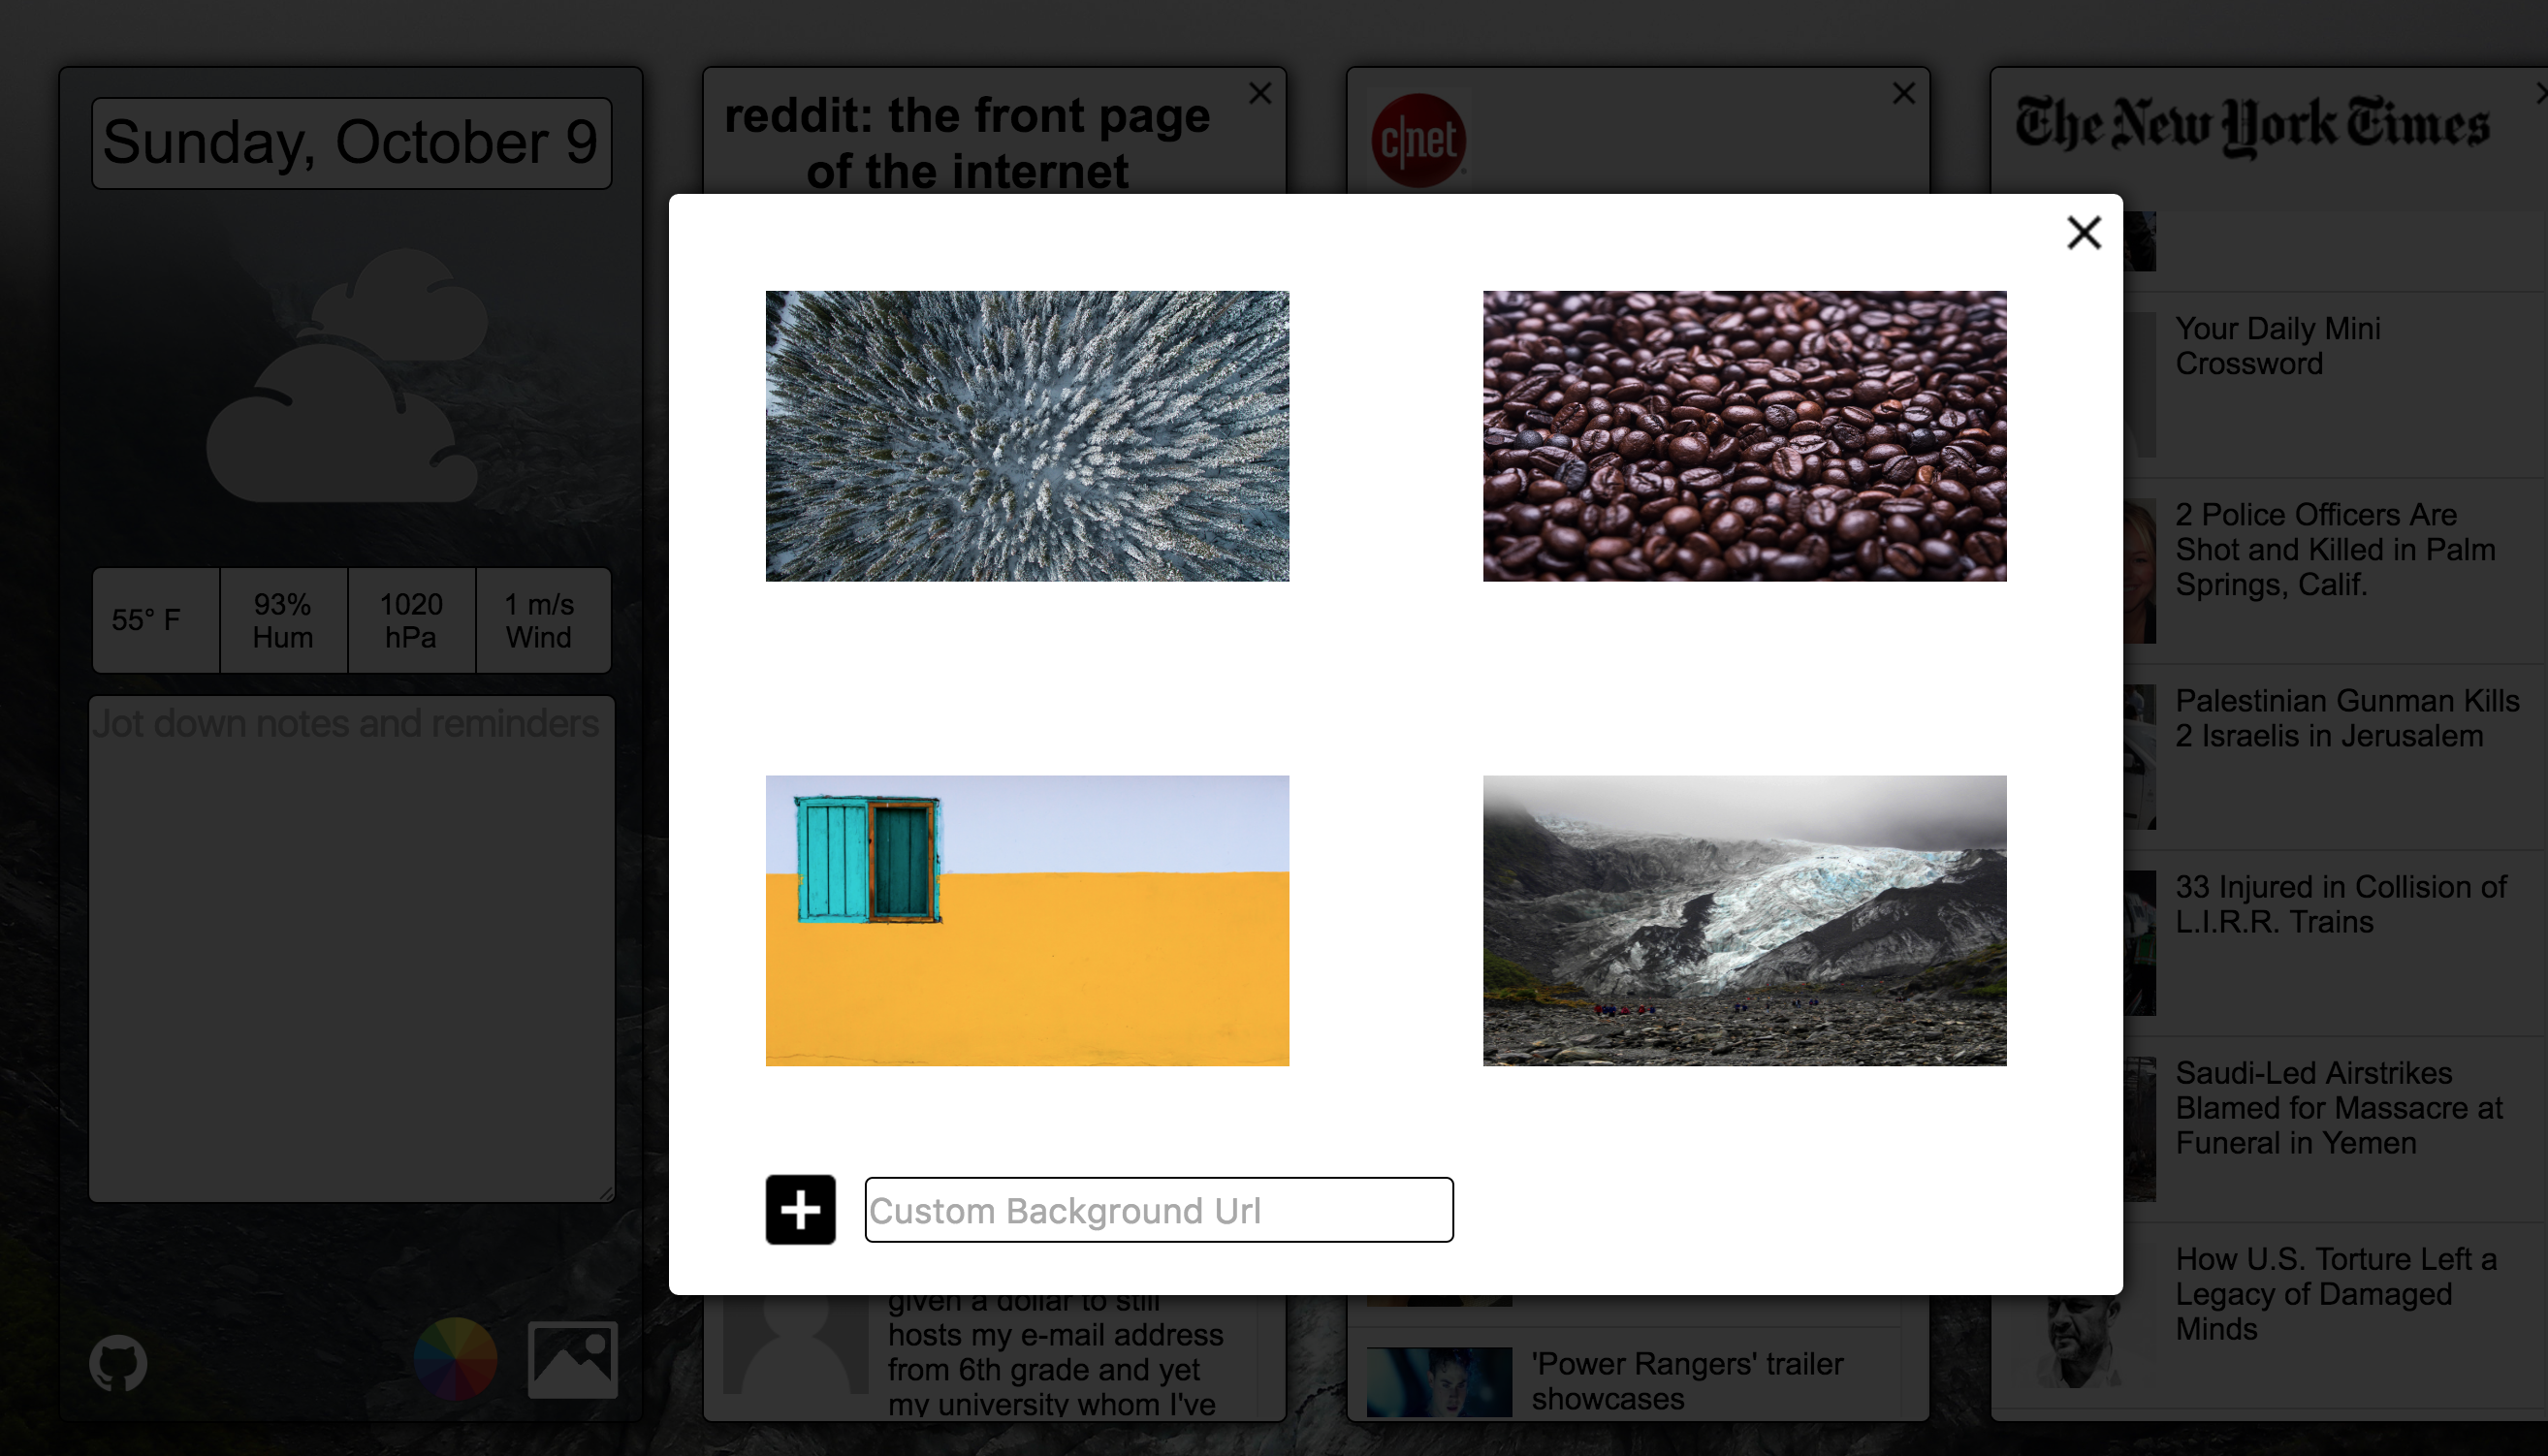 Sunday, October 9
55° F
93%
Hum
1020
hPa
1 m/s
Wind
Jot down notes and reminders
reddit: the front page
of the internet
given a dollar to still
hosts my e-mail address
from 6th grade and yet
my university whom I've
c|net
'Power Rangers' trailer
showcases
The New York Times
Your Daily Mini
Crossword
2 Police Officers Are
Shot and Killed in Palm
Springs, Calif.
Palestinian Gunman Kills
2 Israelis in Jerusalem
33 Injured in Collision of
L.I.R.R. Trains
Saudi-Led Airstrikes
Blamed for Massacre at
Funeral in Yemen
How U.S. Torture Left a
Legacy of Damaged
Minds
Custom Background Url